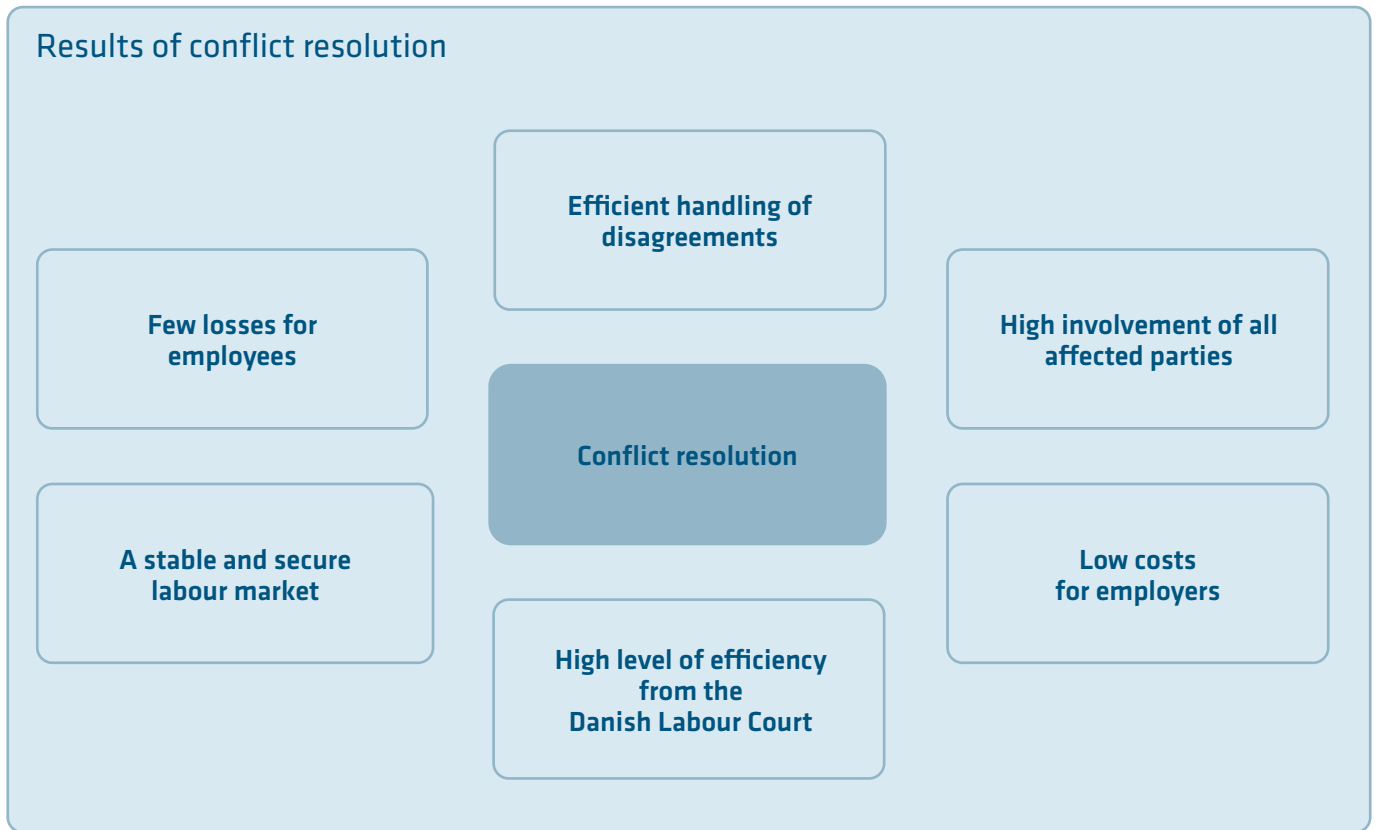 Results of conflict resolution
Efficient handling of
disagreements
Few losses for
employees
High involvement of all
affected parties
Conflict resolution
A stable and secure
labour market
Low costs
for employers
High level of efficiency
from the
Danish Labour Court